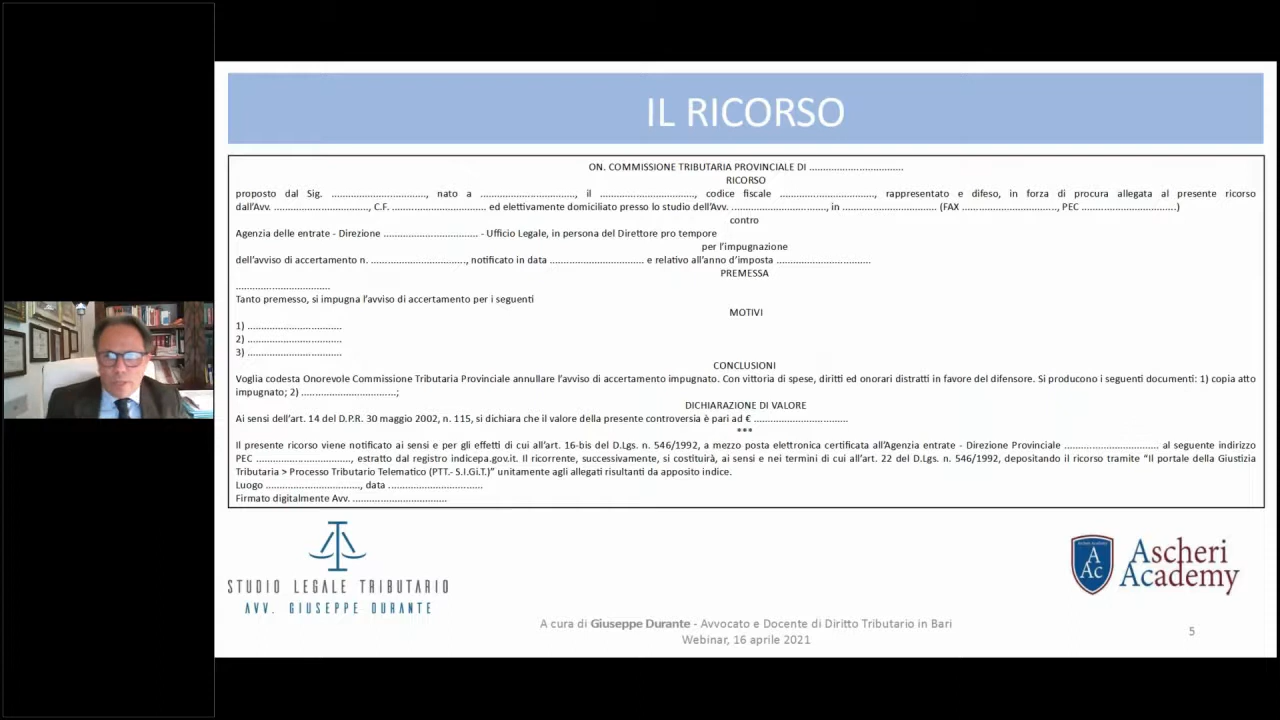 IL RICORSO
ON. COMMISSIONE TRIBUTARIA PROVINCIALE DI ..................................
RICORSO
proposto dal Sig. .................................., nato a .................................., il .................................., codice fiscale .................................., rappresentato e difeso, in forza di procura allegata al presente ricorso
dall'Avv. .................................., C.F. .................................. ed elettivamente domiciliato presso lo studio dell'Avv. .................................., in .................................. (FAX .................................., PEC ..................................)
contro
Agenzia delle entrate - Direzione .................................. - Ufficio Legale, in persona del Direttore pro tempore
per l'impugnazione
dell'avviso di accertamento n. .................................., notificato in data .................................. e relativo all'anno d'imposta ..................................
PREMESSA
..................................
Tanto premesso, si impugna l'avviso di accertamento per i seguenti
MOTIVI
1) ..................................
2) ..................................
3) ..................................
CONCLUSIONI
Voglia codesta Onorevole Commissione Tributaria Provinciale annullare l'avviso di accertamento impugnato. Con vittoria di spese, diritti ed onorari distratti in favore del difensore. Si producono i seguenti documenti: 1) copia atto
impugnato; 2) ..................................;
DICHIARAZIONE DI VALORE
Ai sensi dell'art. 14 del D.P.R. 30 maggio 2002, n. 115, si dichiara che il valore della presente controversia è pari ad € ..................................
***
Il presente ricorso viene notificato ai sensi e per gli effetti di cui all'art. 16-bis del D.Lgs. n. 546/1992, a mezzo posta elettronica certificata all'Agenzia entrate - Direzione Provinciale .................................. al seguente indirizzo
PEC .................................., estratto dal registro indicepa.gov.it. Il ricorrente, successivamente, si costituirà, ai sensi e nei termini di cui all'art. 22 del D.Lgs. n. 546/1992, depositando il ricorso tramite "Il portale della Giustizia
Tributaria > Processo Tributario Telematico (PTT.- S.I.Gi.T.)" unitamente agli allegati risultanti da apposito indice.
Luogo .................................., data ..................................
Firmato digitalmente Avv. ..................................
STUDIO LEGALE TRIBUTARIO
AVV. GIUSEPPE DURANTE
A
Ac
Ascheri
Academy
A cura di Giuseppe Durante - Avvocato e Docente di Diritto Tributario in Bari
Webinar, 16 aprile 2021
5